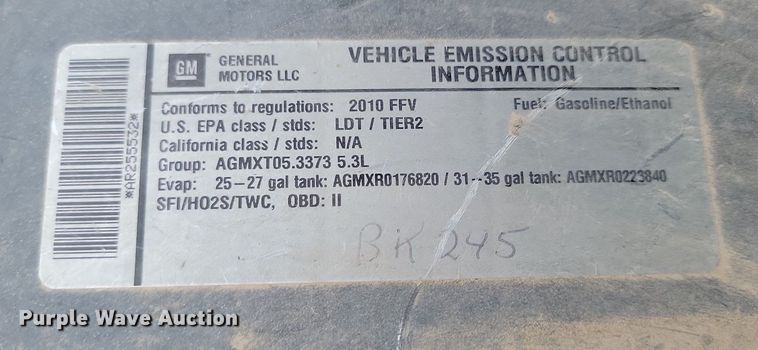 GM GENERAL MOTORS LLC
VEHICLE EMISSION CONTROL
INFORMATION
Conforms to regulations: 2010 FFV Fuel: Gasoline/Ethanol
U.S. EPA class / stds: LDT / TIER2
California class / stds: N/A
Group: AGMXT05.3373 5.3L
Evap: 25-27 gal tank: AGMXR0176820 / 31--35 gal tank: AGMXR0223840
SFI/HO2S/TWC, OBD: II
BK 245
*AR255532*
Purple Wave Auction